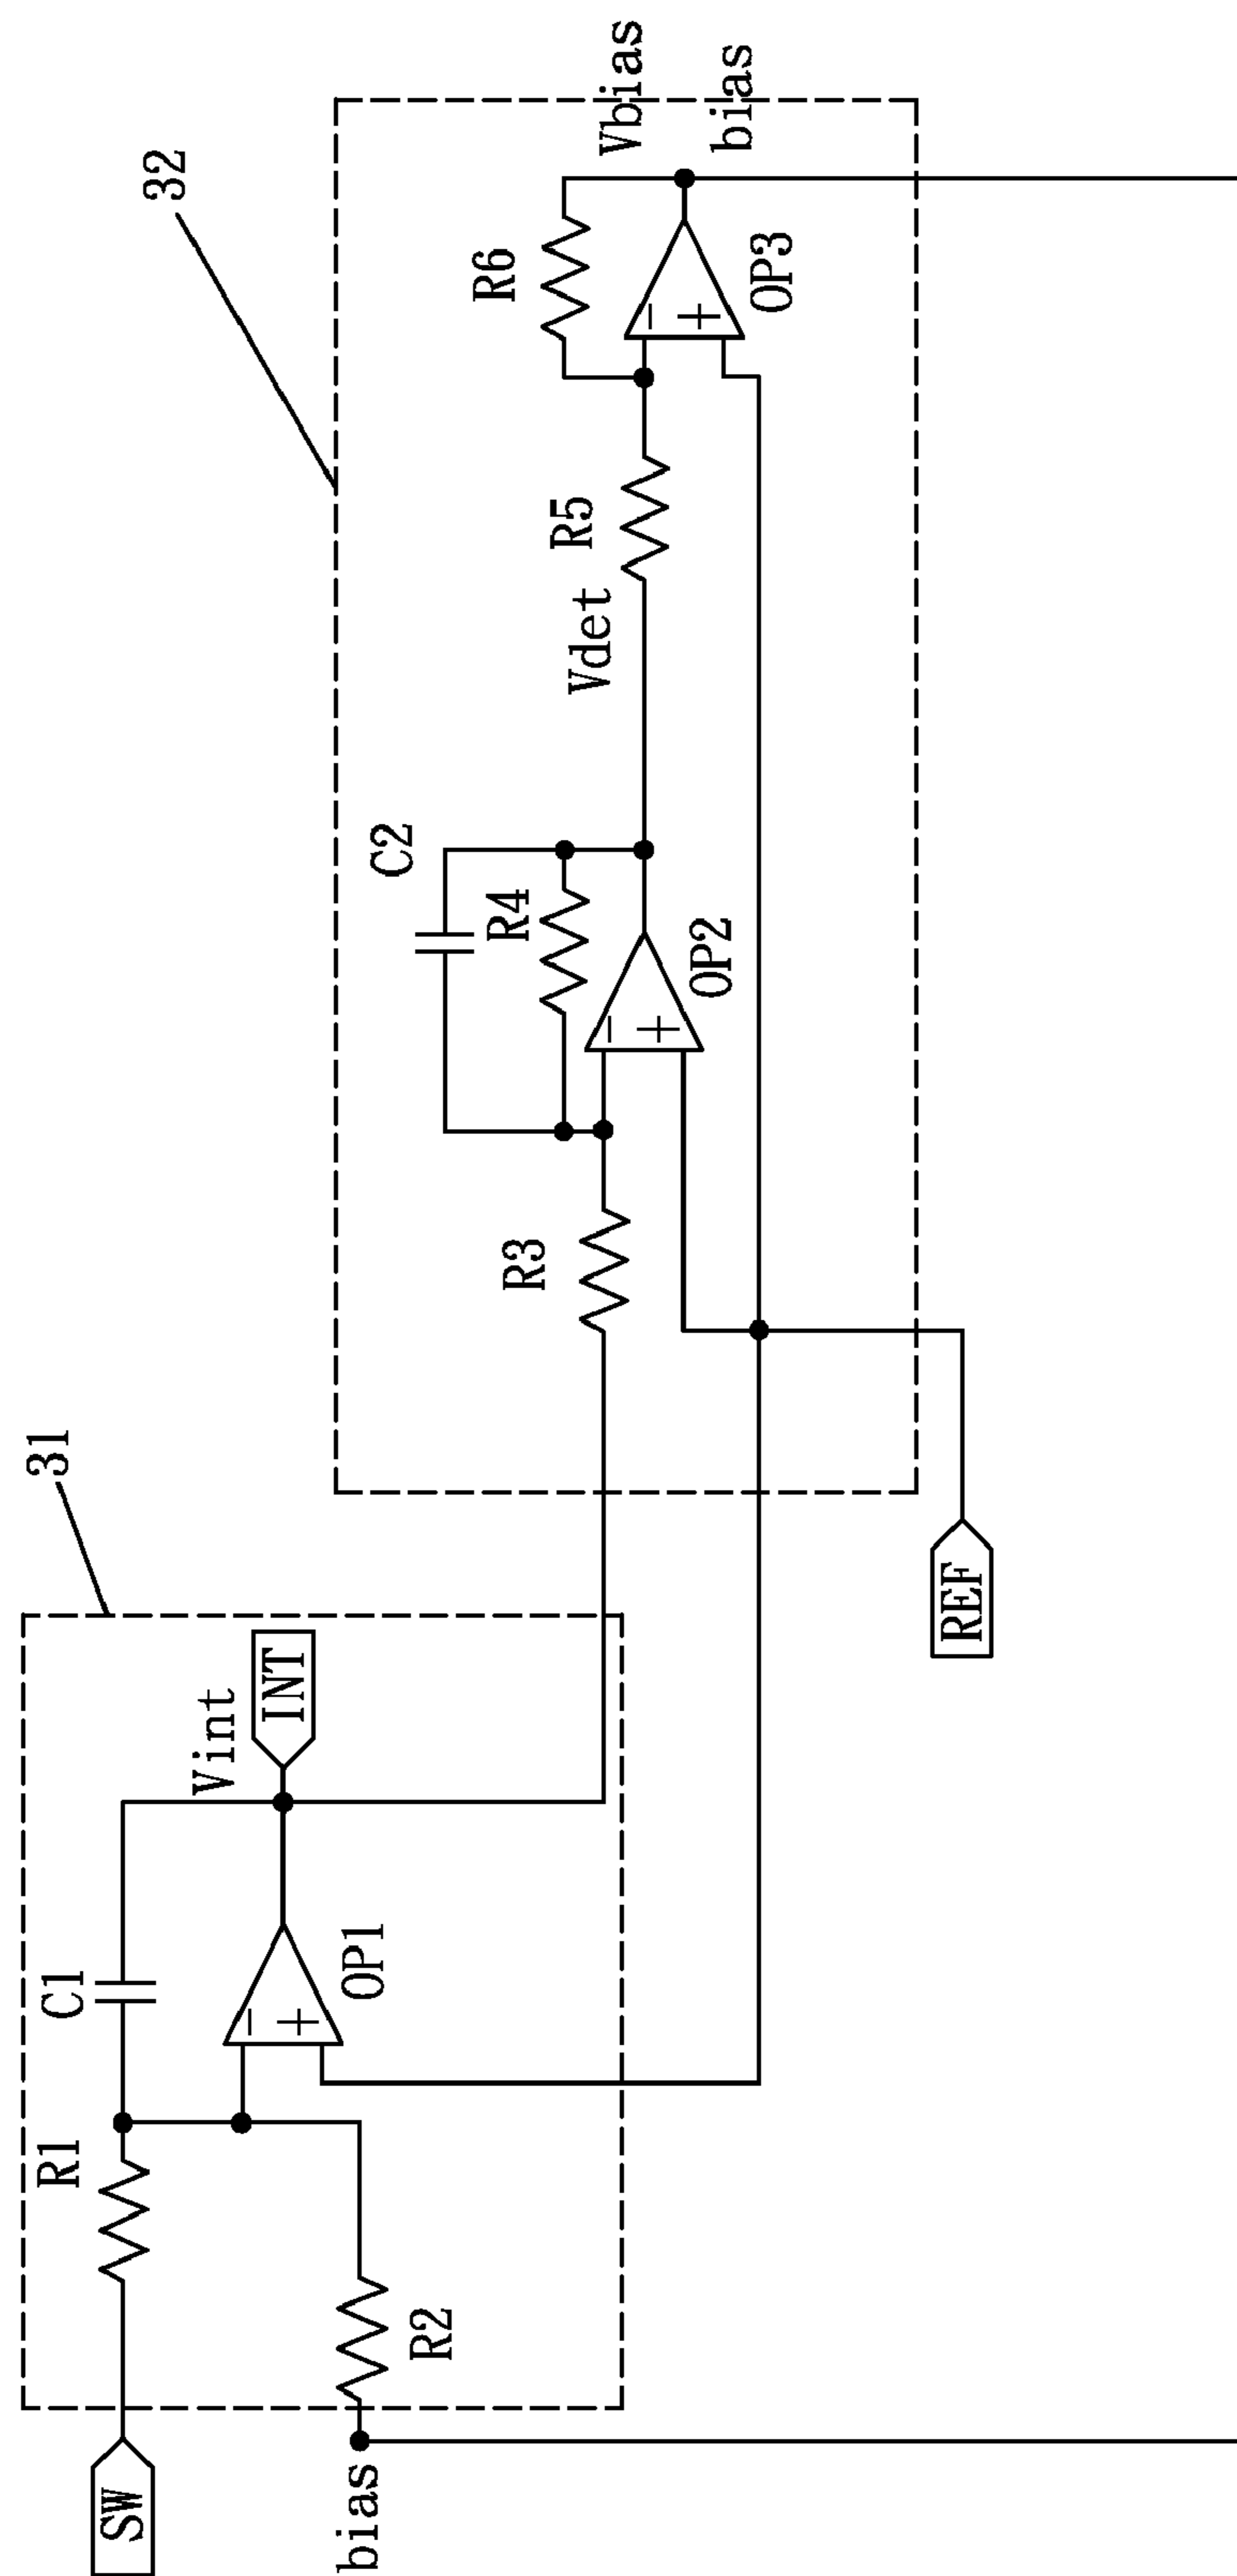 31
32
SW
R1
C1
Vint
INT
OP1
bias
R2
R3
C2
R4
OP2
Vdet
R5
R6
OP3
Vbias
bias
REF
−
+
−
+
−
+